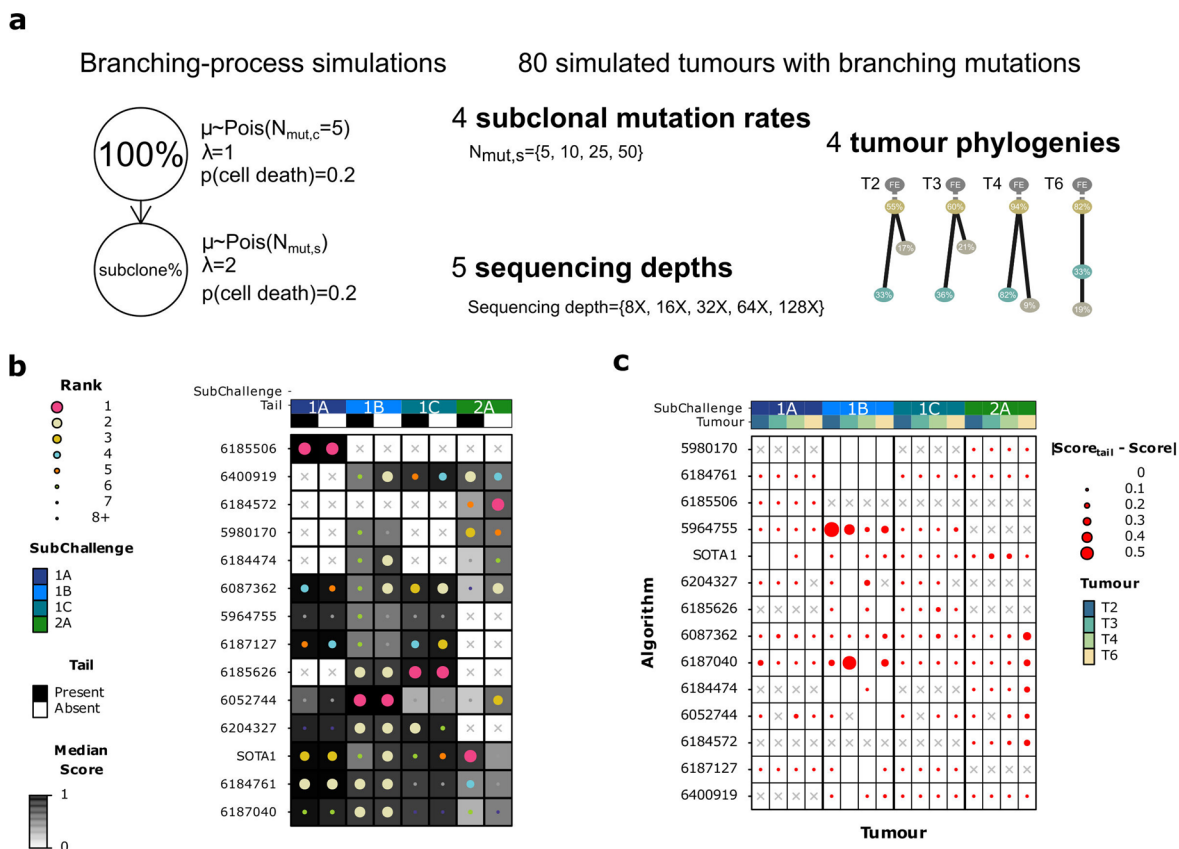 a
Branching-process simulations
80 simulated tumours with branching mutations
100%
μ~Pois(Nmut,c=5)
λ=1
p(cell death)=0.2
subclone%
μ~Pois(Nmut,s)
λ=2
p(cell death)=0.2
4 subclonal mutation rates
Nmut,s={5, 10, 25, 50}
5 sequencing depths
Sequencing depth={8X, 16X, 32X, 64X, 128X}
4 tumour phylogenies
T2 FE T3 FE T4 FE T6 FE
55% 60% 94% 82%
17% 21%
33%
33% 36% 82% 9% 19%
b
Rank
1
2
3
4
5
6
7
8+
SubChallenge
1A
1B
1C
2A
Tail
Present
Absent
Median
Score
1
0
SubChallenge
Tail
1A 1B 1C 2A
6185506
6400919
6184572
5980170
6184474
6087362
5964755
6187127
6185626
6052744
6204327
SOTA1
6184761
6187040
c
SubChallenge
Tumour
1A 1B 1C 2A
Algorithm
5980170
6184761
6185506
5964755
SOTA1
6204327
6185626
6087362
6187040
6184474
6052744
6184572
6187127
6400919
Tumour
|Scoretail - Score|
0
0.1
0.2
0.3
0.4
0.5
Tumour
T2
T3
T4
T6